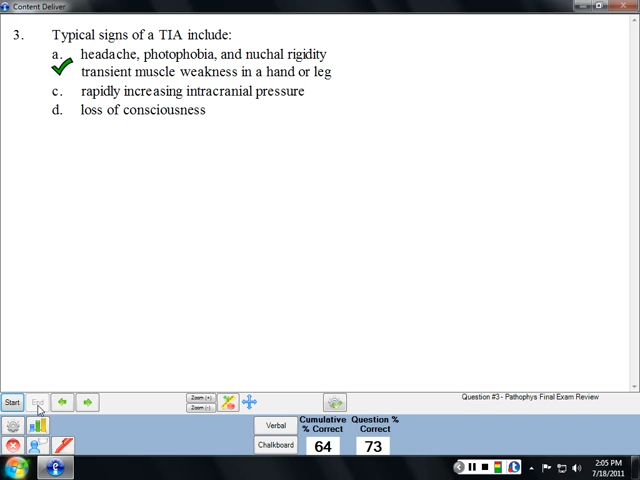 Content Deliver
3. Typical signs of a TIA include:
a. headache, photophobia, and nuchal rigidity
transient muscle weakness in a hand or leg
c. rapidly increasing intracranial pressure
d. loss of consciousness
Start End Zoom (+) Question #3 - Pathophys Final Exam Review
Zoom (-)
Verbal Cumulative % Correct Question % Correct
Chalkboard 64 73
2:05 PM
7/18/2011